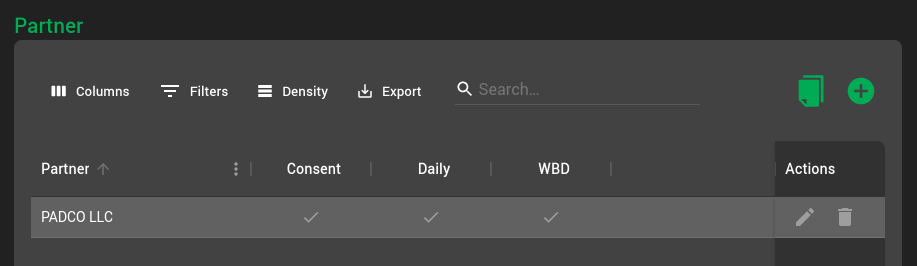 Partner
Columns Filters Density Export Search...
Partner Consent Daily WBD Actions
PADCO LLC